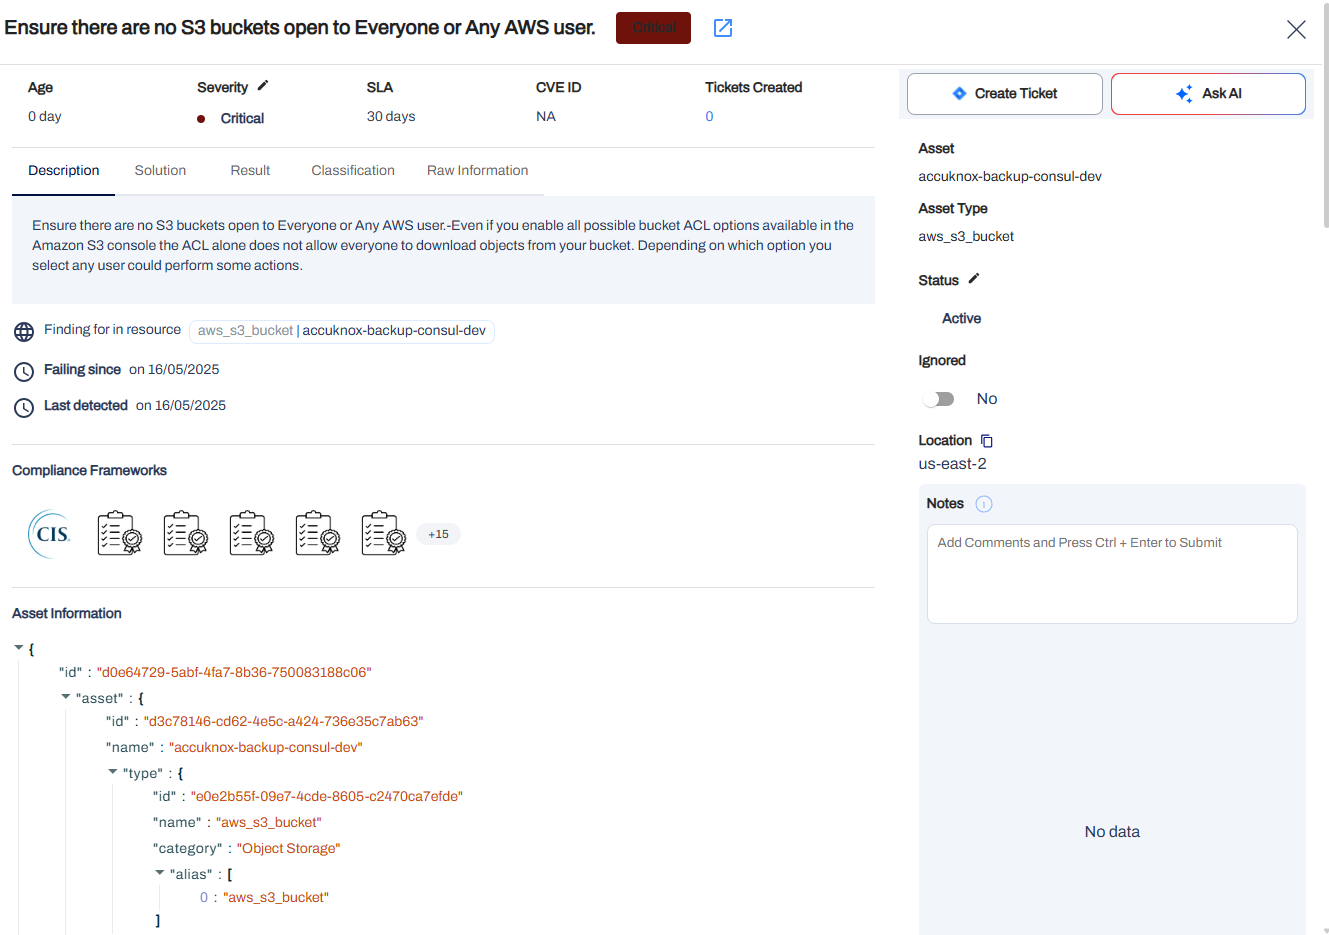 Ensure there are no S3 buckets open to Everyone or Any AWS user.
Critical
Age
0 day
Severity
Critical
SLA
30 days
CVE ID
NA
Tickets Created
0
Create Ticket
Ask AI
Description
Solution
Result
Classification
Raw Information
Ensure there are no S3 buckets open to Everyone or Any AWS user.-Even if you enable all possible bucket ACL options available in the
Amazon S3 console the ACL alone does not allow everyone to download objects from your bucket. Depending on which option you
select any user could perform some actions.
Finding for in resource aws_s3_bucket | accuknox-backup-consul-dev
Failing since on 16/05/2025
Last detected on 16/05/2025
Compliance Frameworks
CIS
+15
Asset Information
{
"id" : "d0e64729-5abf-4fa7-8b36-750083188c06"
"asset" : {
"id" : "d3c78146-cd62-4e5c-a424-736e35c7ab63"
"name" : "accuknox-backup-consul-dev"
"type" : {
"id" : "e0e2b55f-09e7-4cde-8605-c2470ca7efde"
"name" : "aws_s3_bucket"
"category" : "Object Storage"
"alias" : [
0 : "aws_s3_bucket"
]
Asset
accuknox-backup-consul-dev
Asset Type
aws_s3_bucket
Status
Active
Ignored
No
Location
us-east-2
Notes
Add Comments and Press Ctrl + Enter to Submit
No data